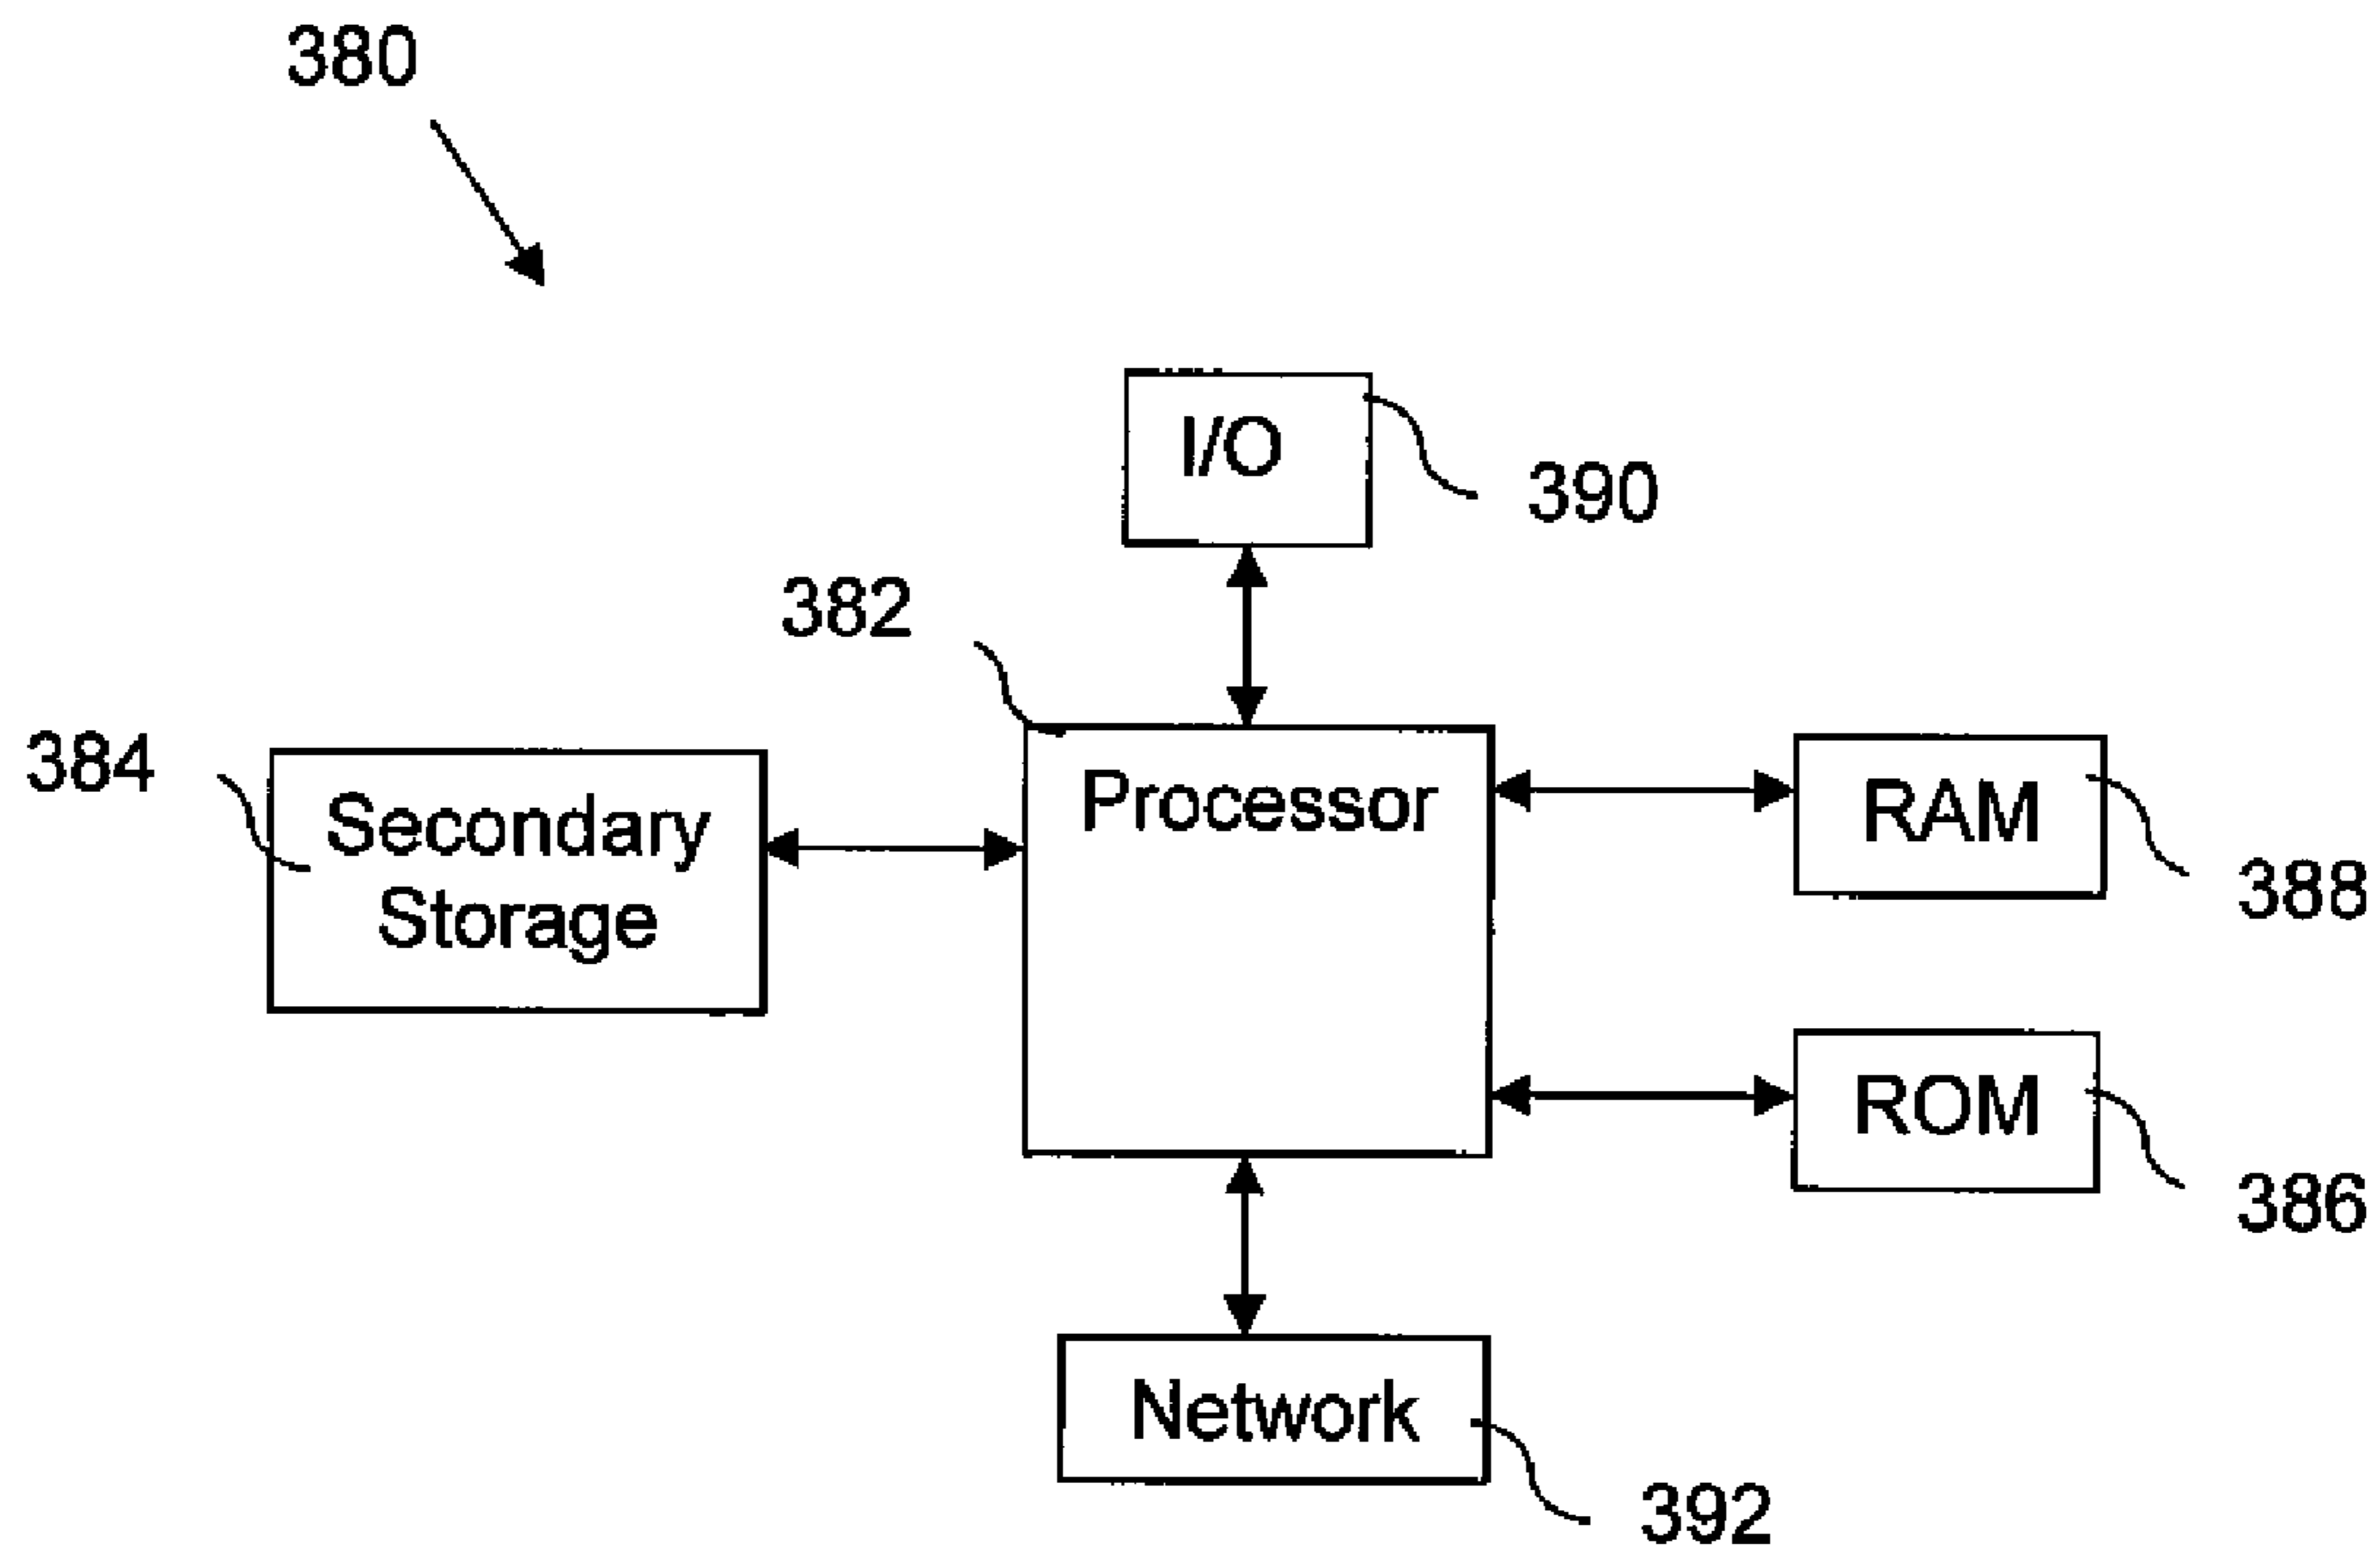 380
I/O
390
382
384
Secondary
Storage
Processor
RAM
388
ROM
386
Network
392